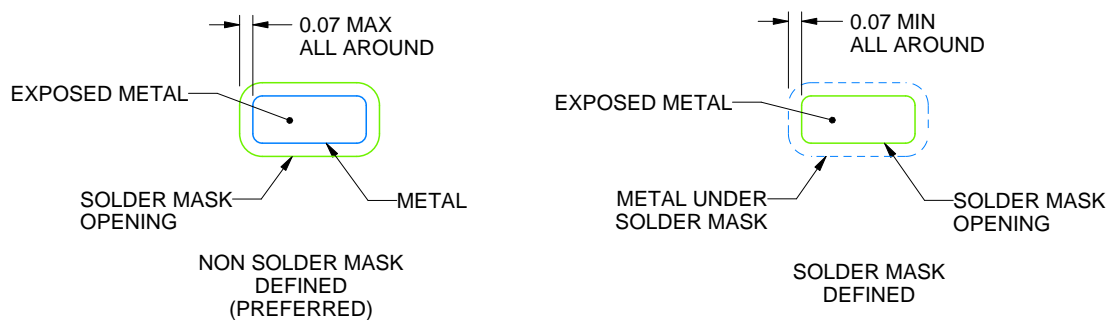 0.07 MAX
ALL AROUND
EXPOSED METAL
SOLDER MASK
OPENING
METAL
NON SOLDER MASK
DEFINED
(PREFERRED)
0.07 MIN
ALL AROUND
EXPOSED METAL
METAL UNDER
SOLDER MASK
SOLDER MASK
OPENING
SOLDER MASK
DEFINED